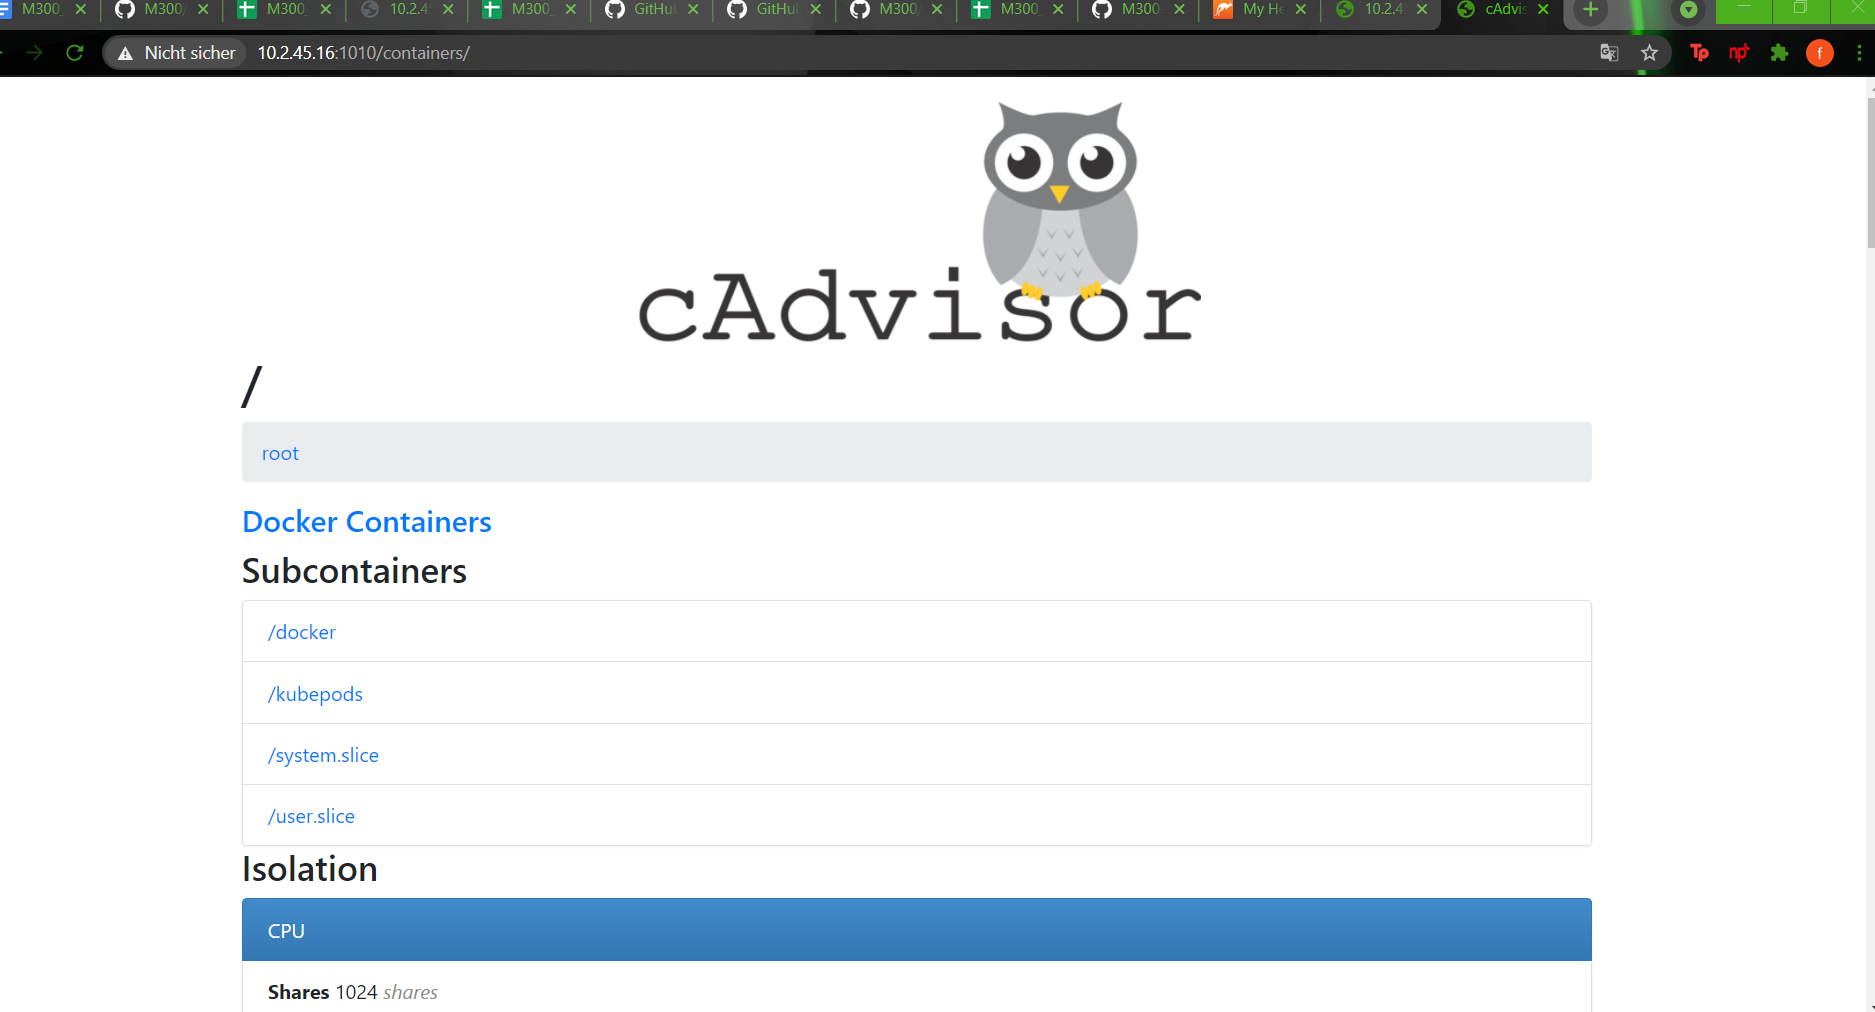 M300_ M300/ M300_ 10.2.4 M300_ GitHu GitHu M300/ M300_ M300- My He 10.2.4 cAdvis
Nicht sicher 10.2.45.16:1010/containers/ Tp npt f
cAdvisor
/
root
Docker Containers
Subcontainers
/docker
/kubepods
/system.slice
/user.slice
Isolation
CPU
Shares 1024 shares